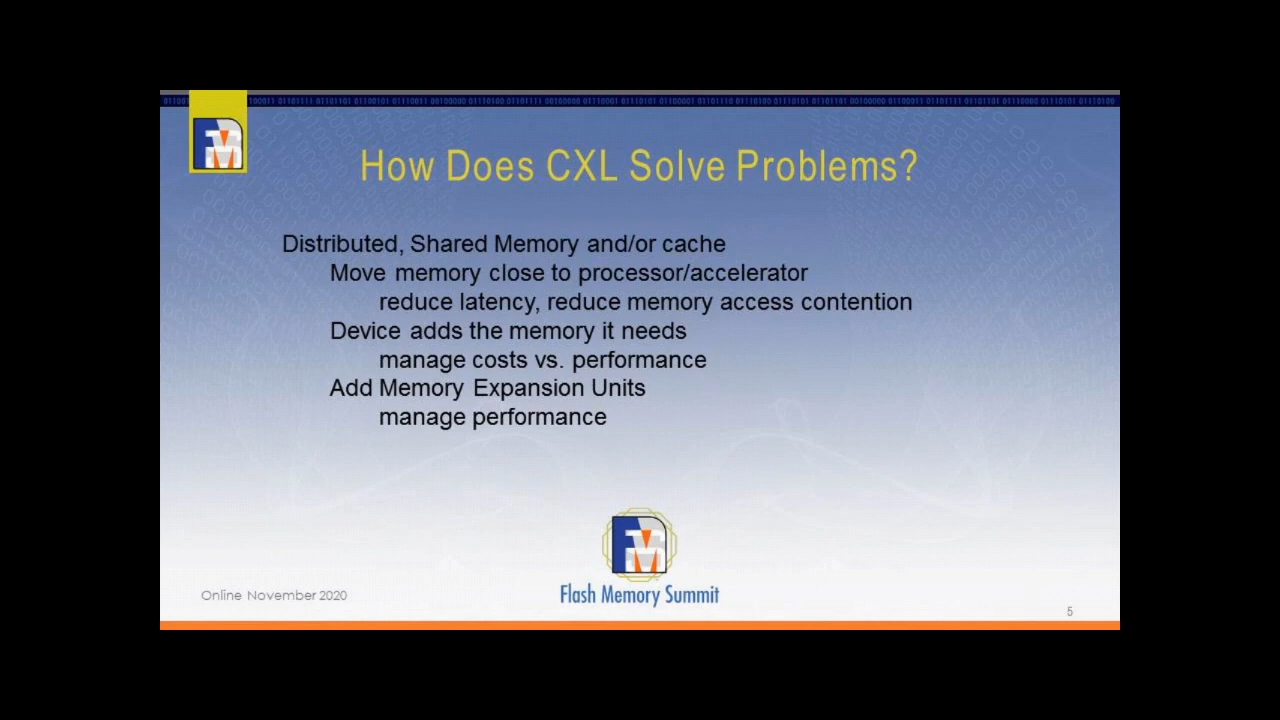 How Does CXL Solve Problems?
Distributed, Shared Memory and/or cache
Move memory close to processor/accelerator
reduce latency, reduce memory access contention
Device adds the memory it needs
manage costs vs. performance
Add Memory Expansion Units
manage performance
Flash Memory Summit
Online November 2020
5